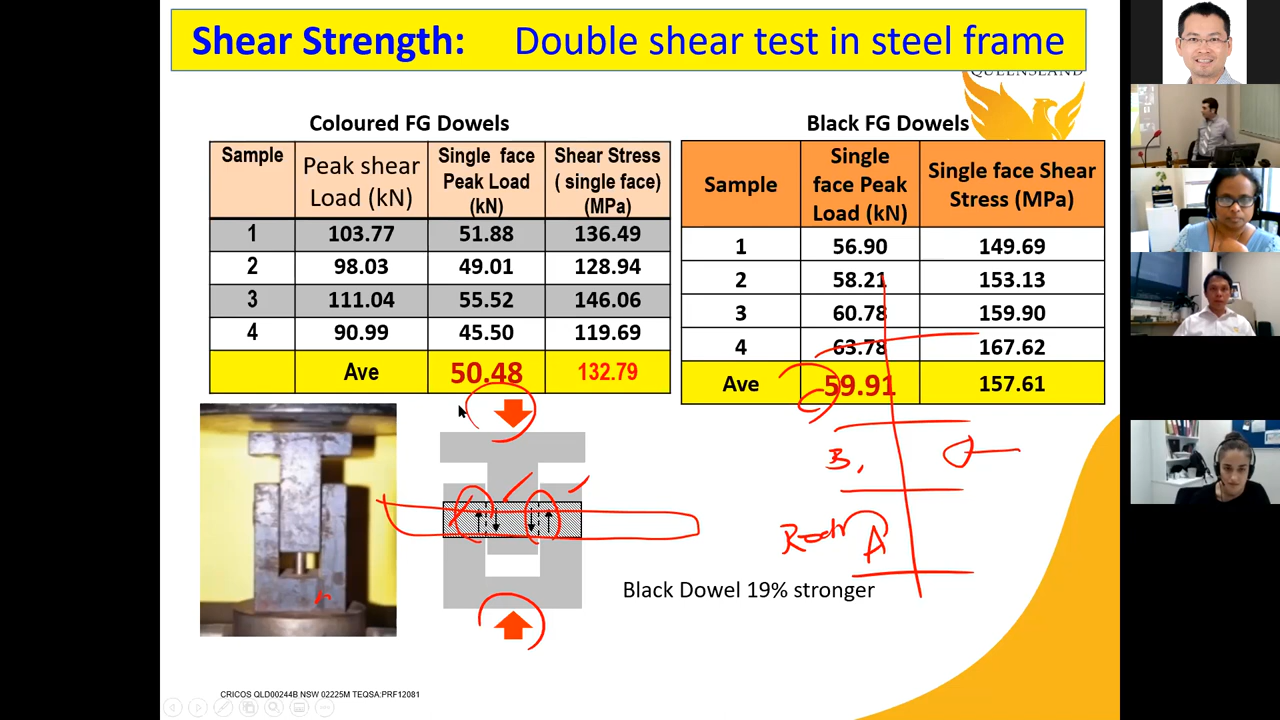 Shear Strength: Double shear test in steel frame
QUEENSLAND
Coloured FG Dowels
Sample Peak shear Load (kN) Single face Peak Load (kN) Shear Stress ( single face) (MPa)
1 103.77 51.88 136.49
2 98.03 49.01 128.94
3 111.04 55.52 146.06
4 90.99 45.50 119.69
Ave 50.48 132.79
Black FG Dowels
Sample Single face Peak Load (kN) Single face Shear Stress (MPa)
1 56.90 149.69
2 58.21 153.13
3 60.78 159.90
4 63.78 167.62
Ave 59.91 157.61
B
A
Black Dowel 19% stronger
CRICOS QLD00244B NSW 02225M TEQSA:PRF12081